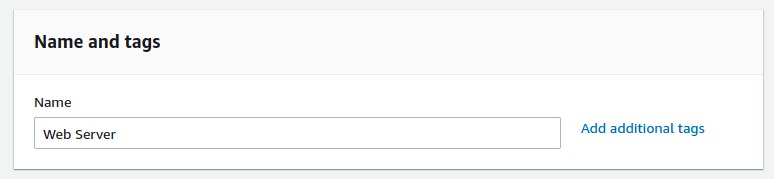 Name and tags
Name
Web Server
Add additional tags